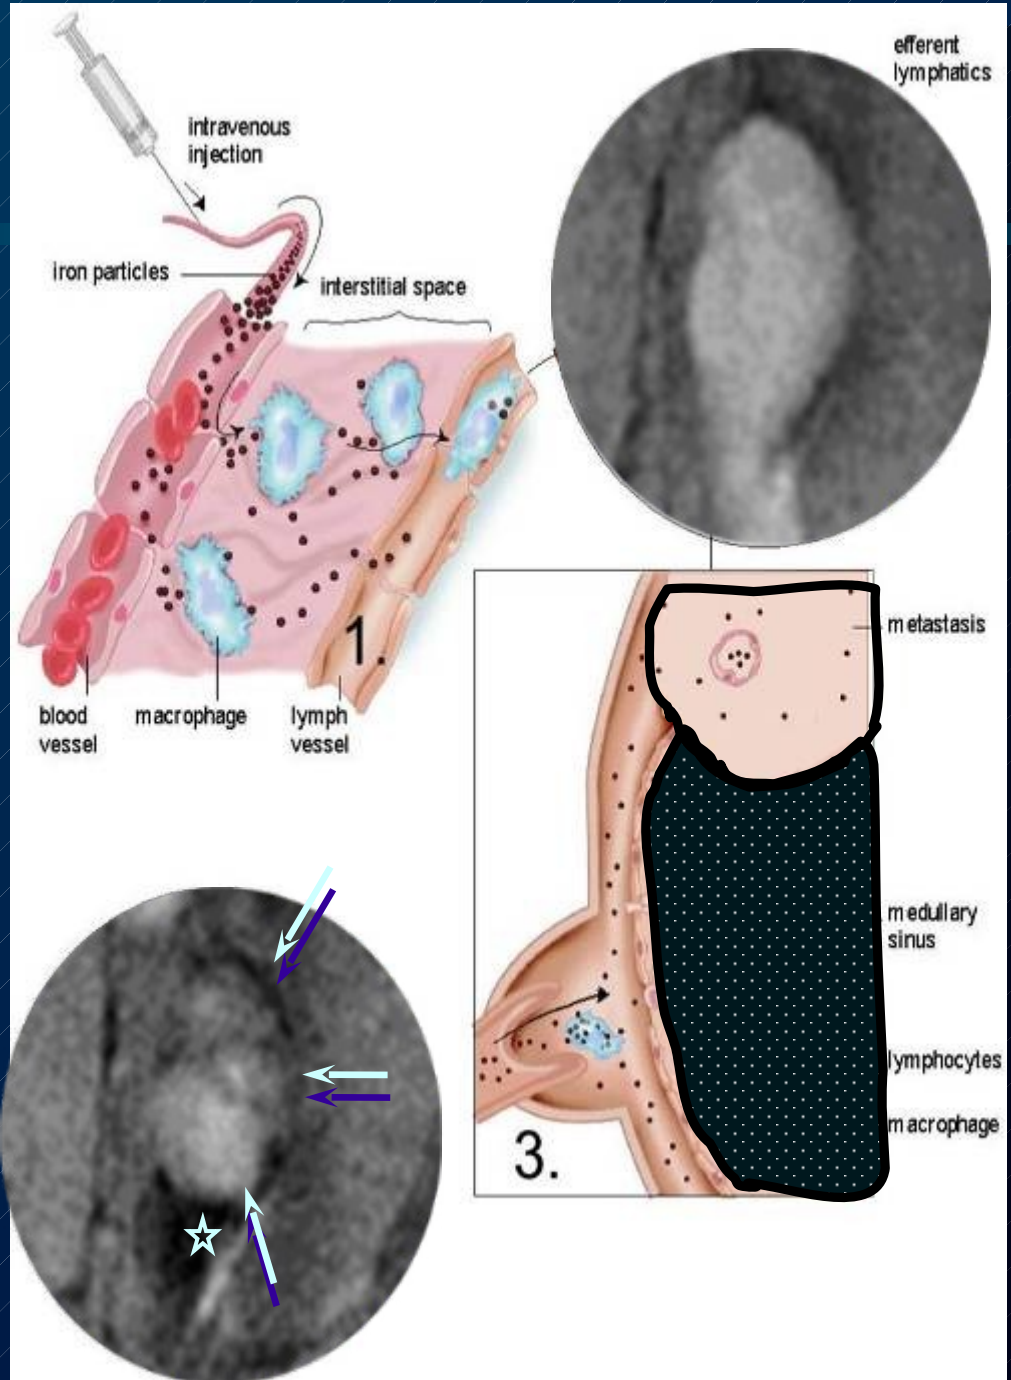 efferent
lymphatics
intravenous
injection
iron particles
interstitial space
1
blood
vessel
macrophage
lymph
vessel
metastasis
medullary
sinus
lymphocytes
macrophage
3.